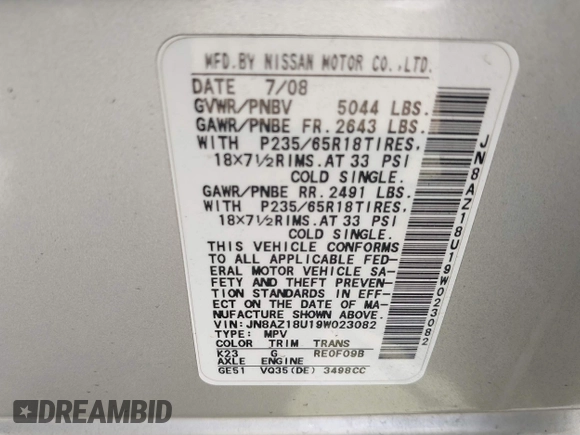 MFD.BY NISSAN MOTOR CO.,LTD.
DATE 7/08
GVWR/PNBV 5044 LBS.
GAWR/PNBE FR. 2643 LBS.
WITH P235/65R18TIRES.
18×7½RIMS.AT 33 PSI
COLD SINGLE.
GAWR/PNBE RR. 2491 LBS.
WITH P235/65R18TIRES.
18×7½RIMS.AT 33 PSI
COLD SINGLE.
THIS VEHICLE CONFORMS
TO ALL APPLICABLE FED-
ERAL MOTOR VEHICLE SA-
FETY AND THEFT PREVEN-
TION STANDARDS IN EFF-
ECT ON THE DATE OF MA-
NUFACTURE SHOWN ABOVE.
VIN: JN8AZ18U19W023082
TYPE: MPV
COLOR TRIM TRANS
K23 G RE0F09B
AXLE ENGINE
GE51 VQ35(DE) 3498CC
JN8AZ18U19W023082
DREAMBID